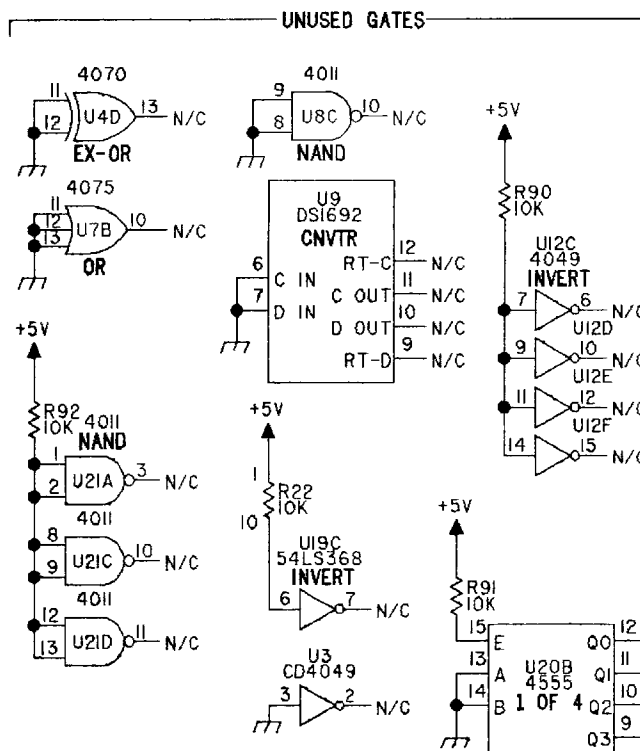 UNUSED GATES
4070
11
12
U4D
13
N/C
EX-OR
4011
9
8
U8C
10
N/C
NAND
4075
11
12
13
U7B
10
N/C
OR
U9
DS1692
CNVTR
6
C IN
7
D IN
RT-C
12
N/C
C OUT
11
N/C
D OUT
10
N/C
RT-D
9
N/C
+5V
R90
10K
U12C
4049
INVERT
7
6
N/C
U12D
9
10
N/C
U12E
11
12
N/C
U12F
14
15
N/C
+5V
R92
10K
4011
NAND
1
2
U21A
3
N/C
4011
8
9
U21C
10
N/C
4011
12
13
U21D
11
N/C
+5V
1
R22
10K
10
U19C
54LS368
INVERT
6
7
N/C
U3
CD4049
3
2
N/C
+5V
R91
10K
15
E
13
A
14
B
U20B
4555
1 OF 4
Q0
12
Q1
11
Q2
10
Q3
9